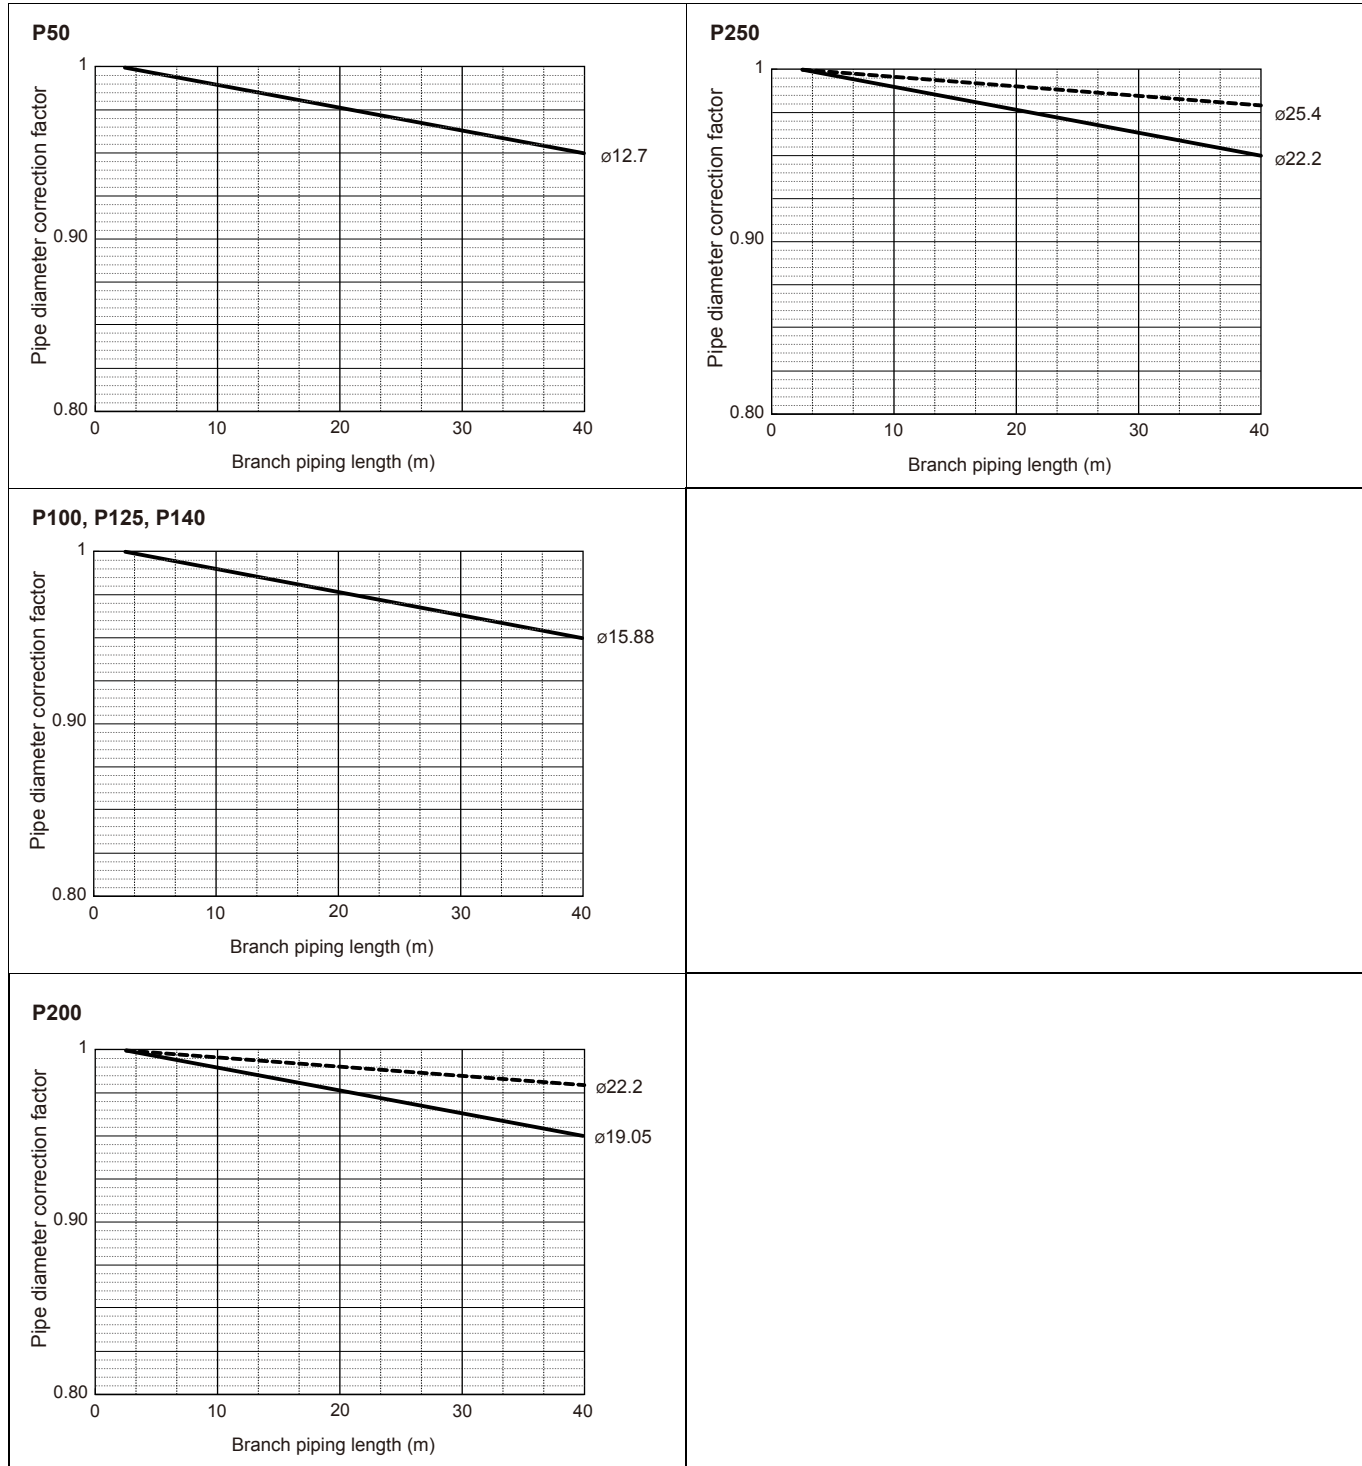 P50
Pipe diameter correction factor
1
0.90
0.80
0
10
20
30
40
ø12.7
Branch piping length (m)
P250
Pipe diameter correction factor
1
0.90
0.80
0
10
20
30
40
ø25.4
ø22.2
Branch piping length (m)
P100, P125, P140
Pipe diameter correction factor
1
0.90
0.80
0
10
20
30
40
ø15.88
Branch piping length (m)
P200
Pipe diameter correction factor
1
0.90
0.80
0
10
20
30
40
ø22.2
ø19.05
Branch piping length (m)